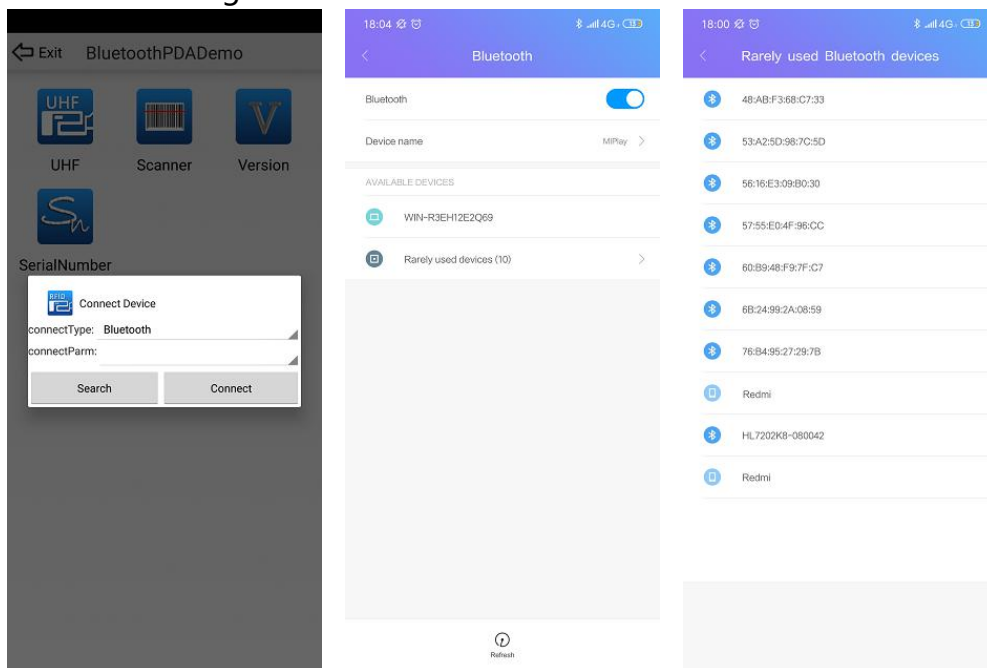 Exit BluetoothPDADemo
UHF
UHF Scanner Version
SerialNumber
RFID
Connect Device
connectType: Bluetooth
connectParm:
Search Connect
18:04 4G
Bluetooth
Bluetooth
Device name MIPlay
AVAILABLE DEVICES
WIN-R3EH12E2Q69
Rarely used devices (10)
Refresh
18:00 4G
Rarely used Bluetooth devices
48:AB:F3:68:C7:33
53:A2:5D:98:7C:5D
56:16:E3:09:B0:30
57:55:E0:4F:96:CC
60:B9:48:F9:7F:C7
6B:24:99:2A:08:59
76:B4:95:27:29:7B
Redmi
HL7202K8-080042
Redmi